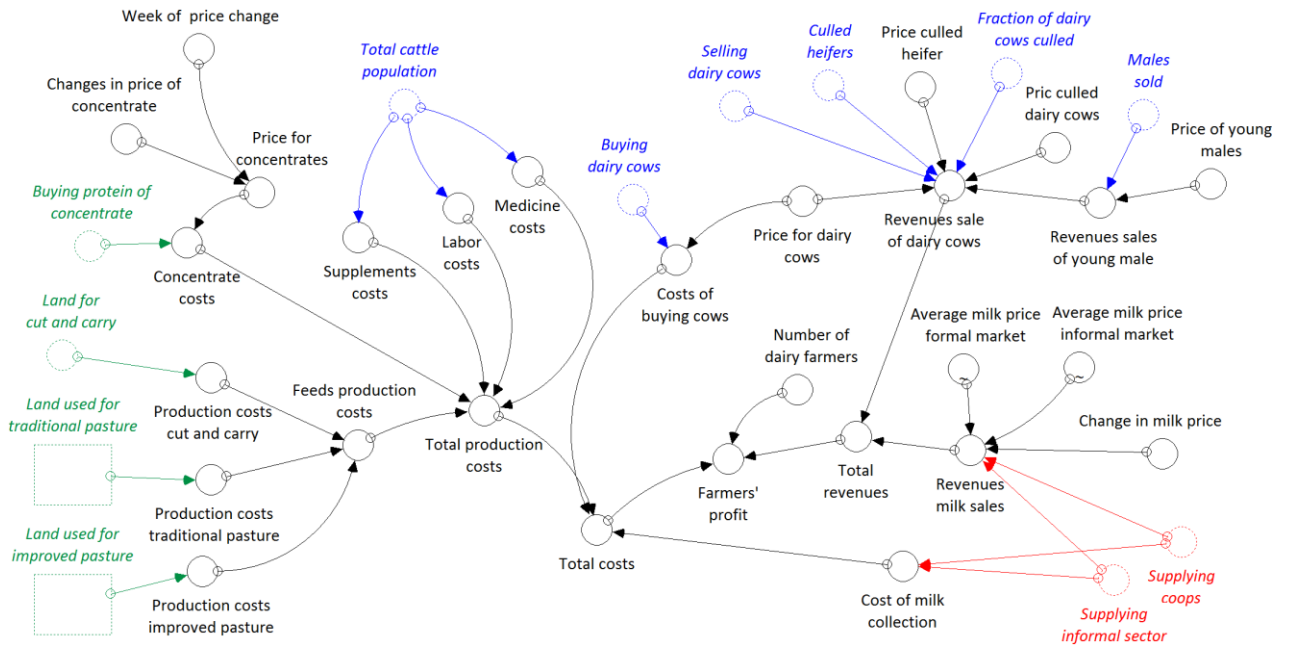 Week of price change
Changes in price of
concentrate
Price for
concentrates
Buying protein of
concentrate
Concentrate
costs
Total cattle
population
Supplements
costs
Labor
costs
Medicine
costs
Land for
cut and carry
Production costs
cut and carry
Land used for
traditional pasture
Production costs
traditional pasture
Land used for
improved pasture
Production costs
improved pasture
Feeds production
costs
Total production
costs
Selling
dairy cows
Culled
heifers
Price culled
heifer
Fraction of dairy
cows culled
Pric culled
dairy cows
Males
sold
Price of young
males
Buying
dairy cows
Costs of
buying cows
Price for dairy
cows
Revenues sale
of dairy cows
Revenues sales
of young male
Number of
dairy farmers
Average milk price
formal market
Average milk price
informal market
~
~
Change in milk price
Farmers'
profit
Total
revenues
Revenues
milk sales
Total costs
Cost of milk
collection
Supplying
coops
Supplying
informal sector